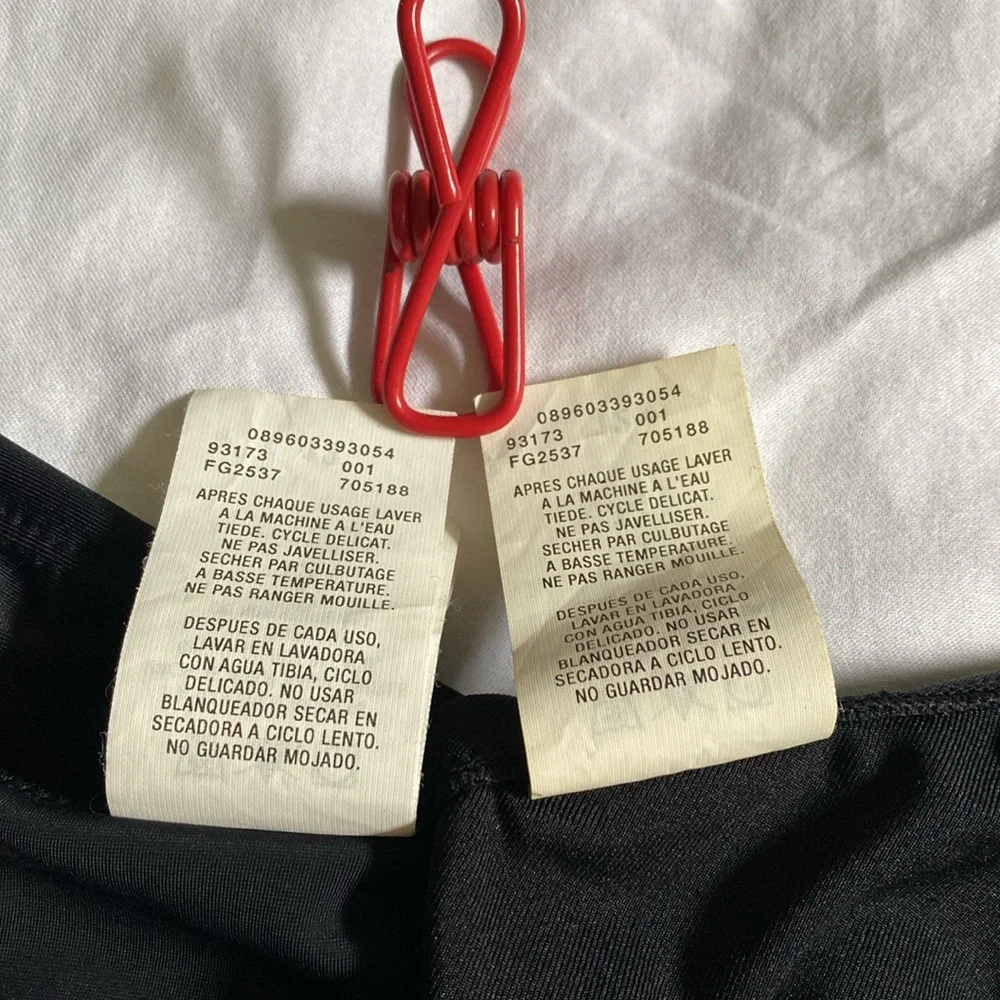 089603393054
93173 001
FG2537 705188
APRES CHAQUE USAGE LAVER
A LA MACHINE A L'EAU
TIEDE. CYCLE DELICAT.
NE PAS JAVELLISER.
SECHER PAR CULBUTAGE
A BASSE TEMPERATURE.
NE PAS RANGER MOUILLE.
DESPUES DE CADA USO,
LAVAR EN LAVADORA
CON AGUA TIBIA, CICLO
DELICADO. NO USAR
BLANQUEADOR SECAR EN
SECADORA A CICLO LENTO.
NO GUARDAR MOJADO.
089603393054
93173 001
FG2537 705188
APRES CHAQUE USAGE LAVER
A LA MACHINE A L'EAU
TIEDE. CYCLE DELICAT.
NE PAS JAVELLISER.
SECHER PAR CULBUTAGE
A BASSE TEMPERATURE.
NE PAS RANGER MOUILLE.
DESPUES DE CADA USO,
LAVAR EN LAVADORA
CON AGUA TIBIA, CICLO
DELICADO. NO USAR
BLANQUEADOR SECAR EN
SECADORA A CICLO LENTO.
NO GUARDAR MOJADO.